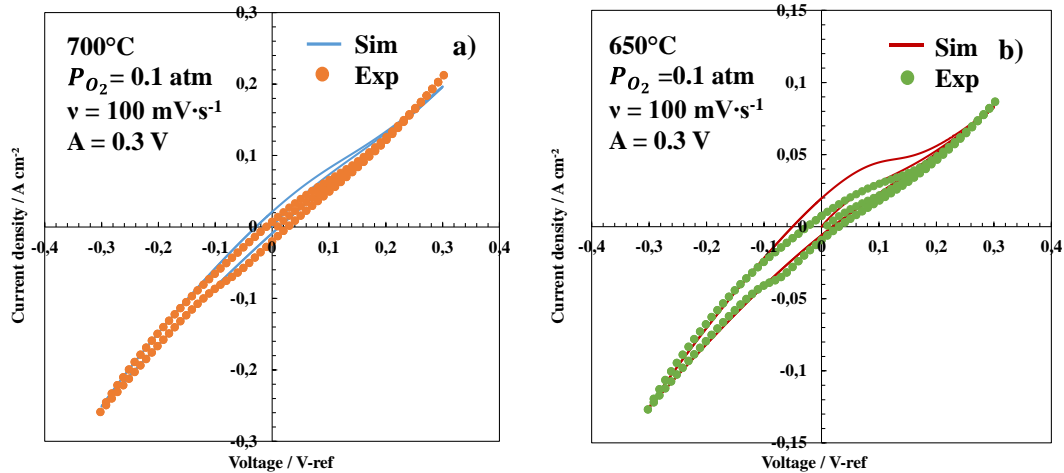 700°C
P_O2 = 0.1 atm
ν = 100 mV·s-1
A = 0.3 V
Sim
Exp
a)
0,3
0,2
0,1
0
-0,1
-0,2
-0,3
-0,4 -0,3 -0,2 -0,1 0 0,1 0,2 0,3 0,4
Current density / A cm-2
Voltage / V-ref
650°C
P_O2 =0.1 atm
ν = 100 mV·s-1
A = 0.3 V
Sim
Exp
b)
0,15
0,1
0,05
0
-0,05
-0,1
-0,15
-0,4 -0,3 -0,2 -0,1 0 0,1 0,2 0,3 0,4
Current density / A cm-2
Voltage / V-ref